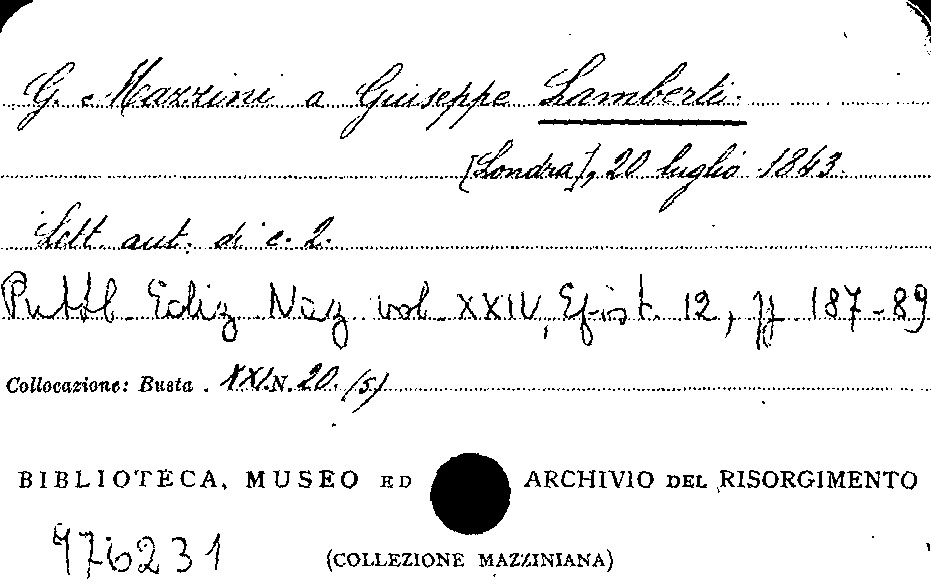 G. Mazzini a Giuseppe Lamberti.
[Londra], 20 luglio 1843.
Lett. aut. di c. 2.
Pubbl. Ediz Naz vol XXIV, Epist. 12, pp 187-89
Collocazione: Busta . XXI. N. 20. (5)
BIBLIOTECA, MUSEO ED ARCHIVIO DEL RISORGIMENTO
976231
(COLLEZIONE MAZZINIANA)